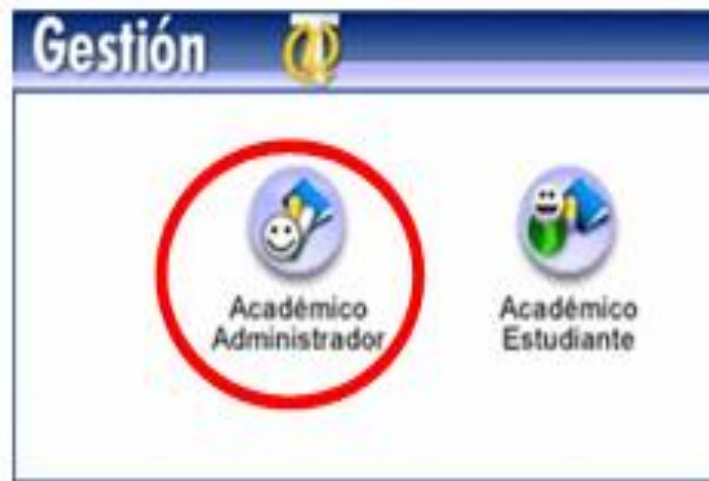 Gestión
Académico
Administrador
Académico
Estudiante